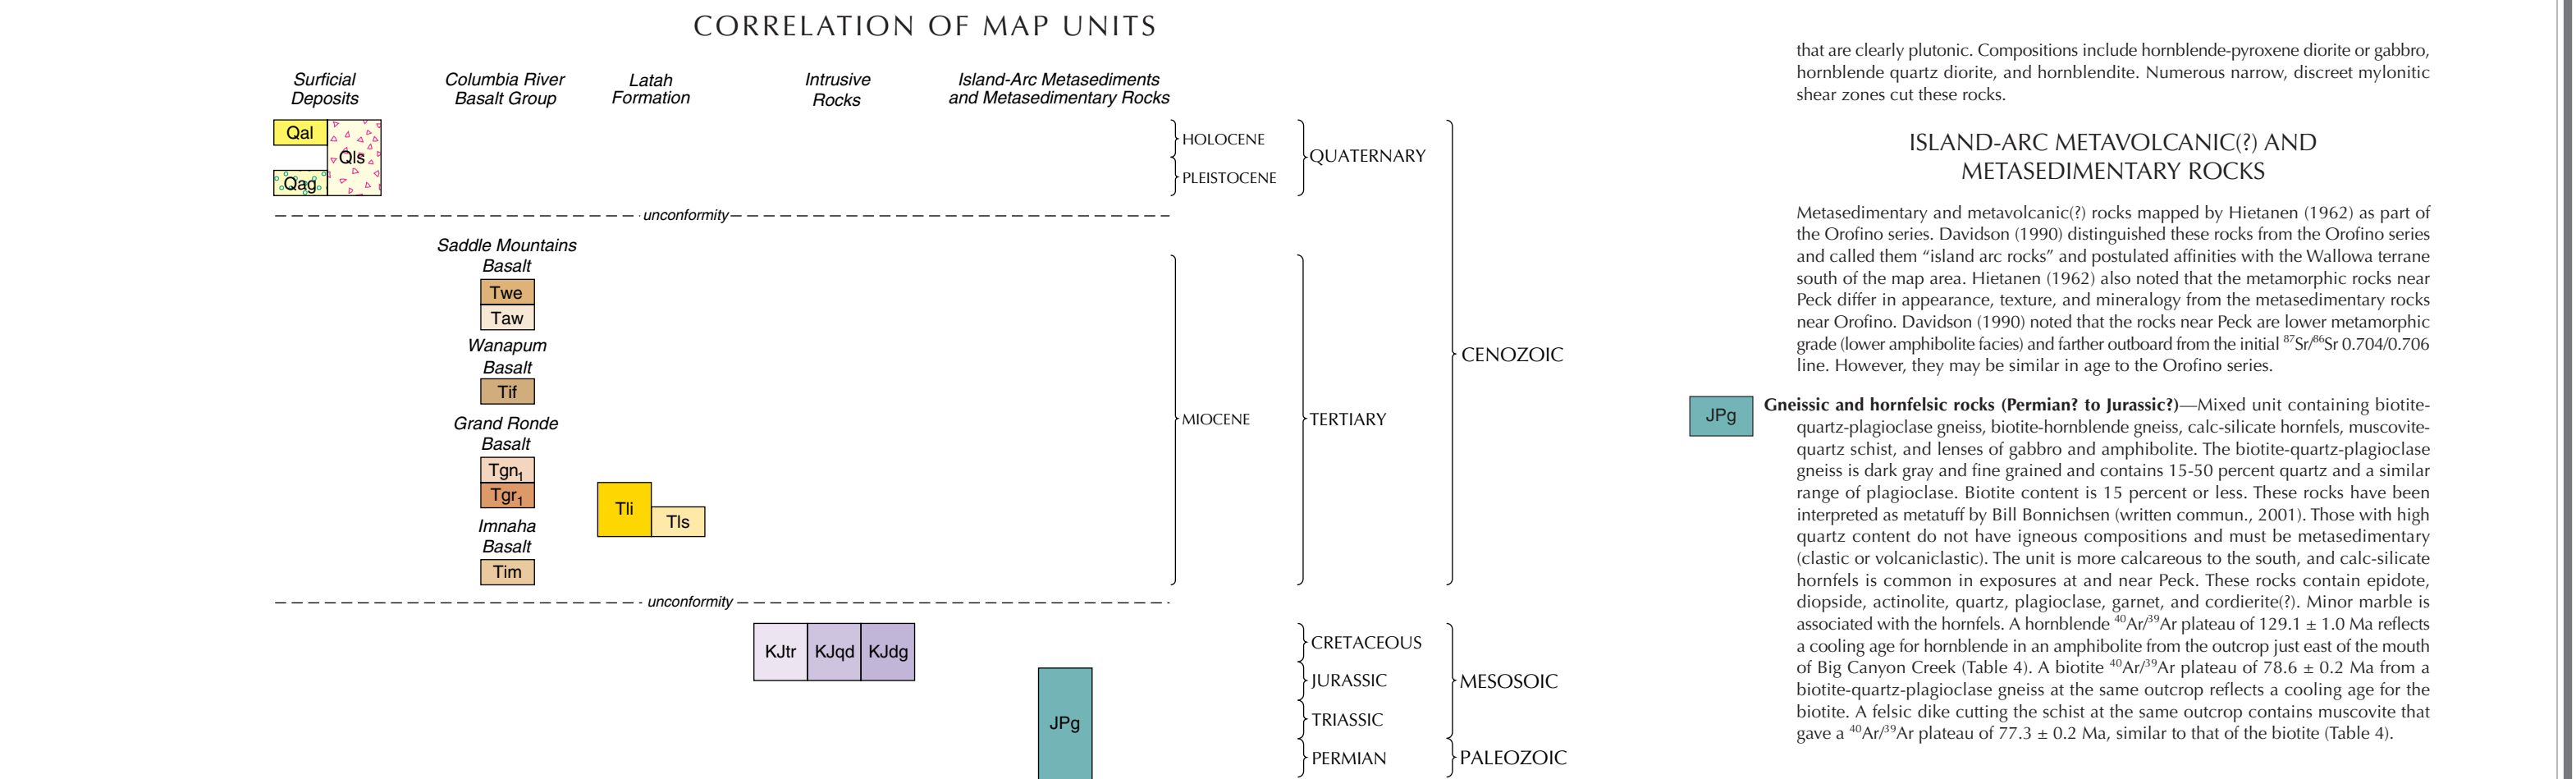 CORRELATION OF MAP UNITS
Surficial
Deposits
Columbia River
Basalt Group
Latah
Formation
Intrusive
Rocks
Island-Arc Metasediments
and Metasedimentary Rocks
Qal
Qls
Qag
HOLOCENE
PLEISTOCENE
QUATERNARY
unconformity
Saddle Mountains
Basalt
Twe
Taw
Wanapum
Basalt
Tif
Grand Ronde
Basalt
Tgn1
Tgr1
Imnaha
Basalt
Tim
Tli
Tls
MIOCENE
TERTIARY
CENOZOIC
unconformity
KJtr
KJqd
KJdg
JPg
CRETACEOUS
JURASSIC
TRIASSIC
PERMIAN
MESOSOIC
PALEOZOIC
that are clearly plutonic. Compositions include hornblende-pyroxene diorite or gabbro,
hornblende quartz diorite, and hornblendite. Numerous narrow, discreet mylonitic
shear zones cut these rocks.
ISLAND-ARC METAVOLCANIC(?) AND
METASEDIMENTARY ROCKS
Metasedimentary and metavolcanic(?) rocks mapped by Hietanen (1962) as part of
the Orofino series. Davidson (1990) distinguished these rocks from the Orofino series
and called them “island arc rocks” and postulated affinities with the Wallowa terrane
south of the map area. Hietanen (1962) also noted that the metamorphic rocks near
Peck differ in appearance, texture, and mineralogy from the metasedimentary rocks
near Orofino. Davidson (1990) noted that the rocks near Peck are lower metamorphic
grade (lower amphibolite facies) and farther outboard from the initial 87Sr/86Sr 0.704/0.706
line. However, they may be similar in age to the Orofino series.
JPg
Gneissic and hornfelsic rocks (Permian? to Jurassic?)—Mixed unit containing biotite-
quartz-plagioclase gneiss, biotite-hornblende gneiss, calc-silicate hornfels, muscovite-
quartz schist, and lenses of gabbro and amphibolite. The biotite-quartz-plagioclase
gneiss is dark gray and fine grained and contains 15-50 percent quartz and a similar
range of plagioclase. Biotite content is 15 percent or less. These rocks have been
interpreted as metatuff by Bill Bonnichsen (written commun., 2001). Those with high
quartz content do not have igneous compositions and must be metasedimentary
(clastic or volcaniclastic). The unit is more calcareous to the south, and calc-silicate
hornfels is common in exposures at and near Peck. These rocks contain epidote,
diopside, actinolite, quartz, plagioclase, garnet, and cordierite(?). Minor marble is
associated with the hornfels. A hornblende 40Ar/39Ar plateau of 129.1 ± 1.0 Ma reflects
a cooling age for hornblende in an amphibolite from the outcrop just east of the mouth
of Big Canyon Creek (Table 4). A biotite 40Ar/39Ar plateau of 78.6 ± 0.2 Ma from a
biotite-quartz-plagioclase gneiss at the same outcrop reflects a cooling age for the
biotite. A felsic dike cutting the schist at the same outcrop contains muscovite that
gave a 40Ar/39Ar plateau of 77.3 ± 0.2 Ma, similar to that of the biotite (Table 4).